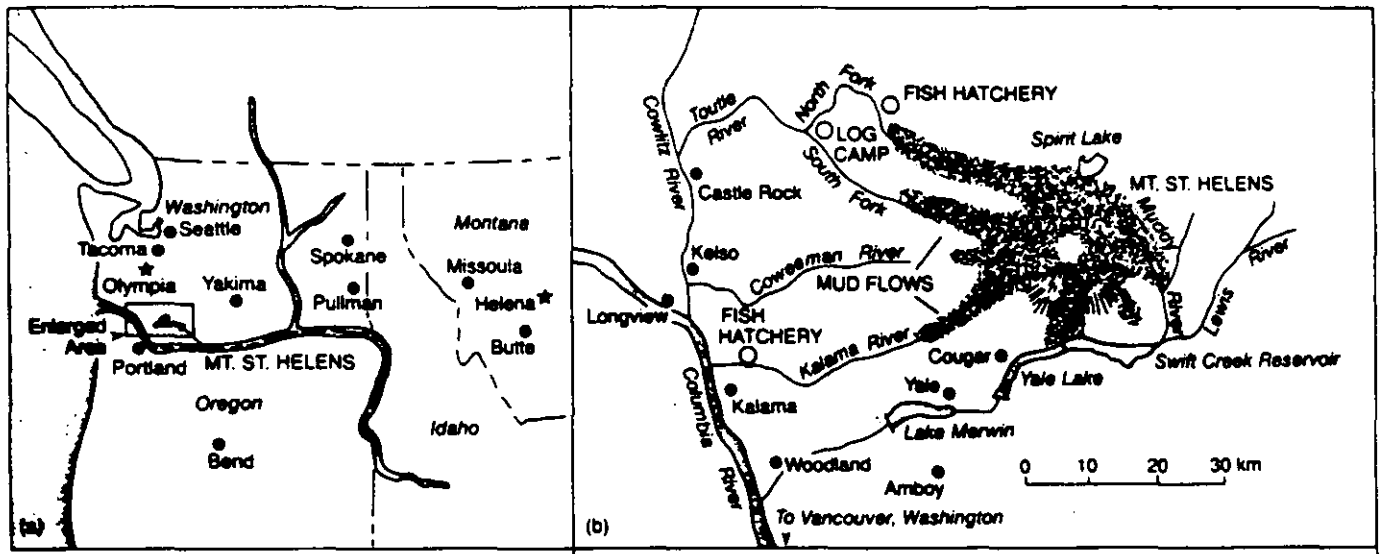 Washington
Seattle
Tacoma
Olympia
Yakima
Spokane
Pullman
Montana
Missoula
Helena
Butte
Enlarged
Area
Portland
MT. ST. HELENS
Oregon
Idaho
Bend
(a)
Cowlitz
River
Toutle
River
North
Fork
FISH HATCHERY
LOG
CAMP
South
Fork
Spirit Lake
MT. ST. HELENS
Castle Rock
Muddy
River
Lewis
River
Kelso
Coweeman River
MUD FLOWS
Longview
FISH
HATCHERY
Kalama River
Cougar
Swift Creek Reservoir
Yale
Yale Lake
Kalama
Columbia
River
Lake Merwin
Woodland
Amboy
0 10 20 30 km
To Vancouver, Washington
(b)